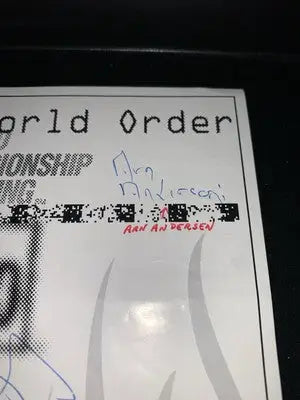 orld Order
IONSHIP
ING
Arn
Anderson
ARN ANDERSEN